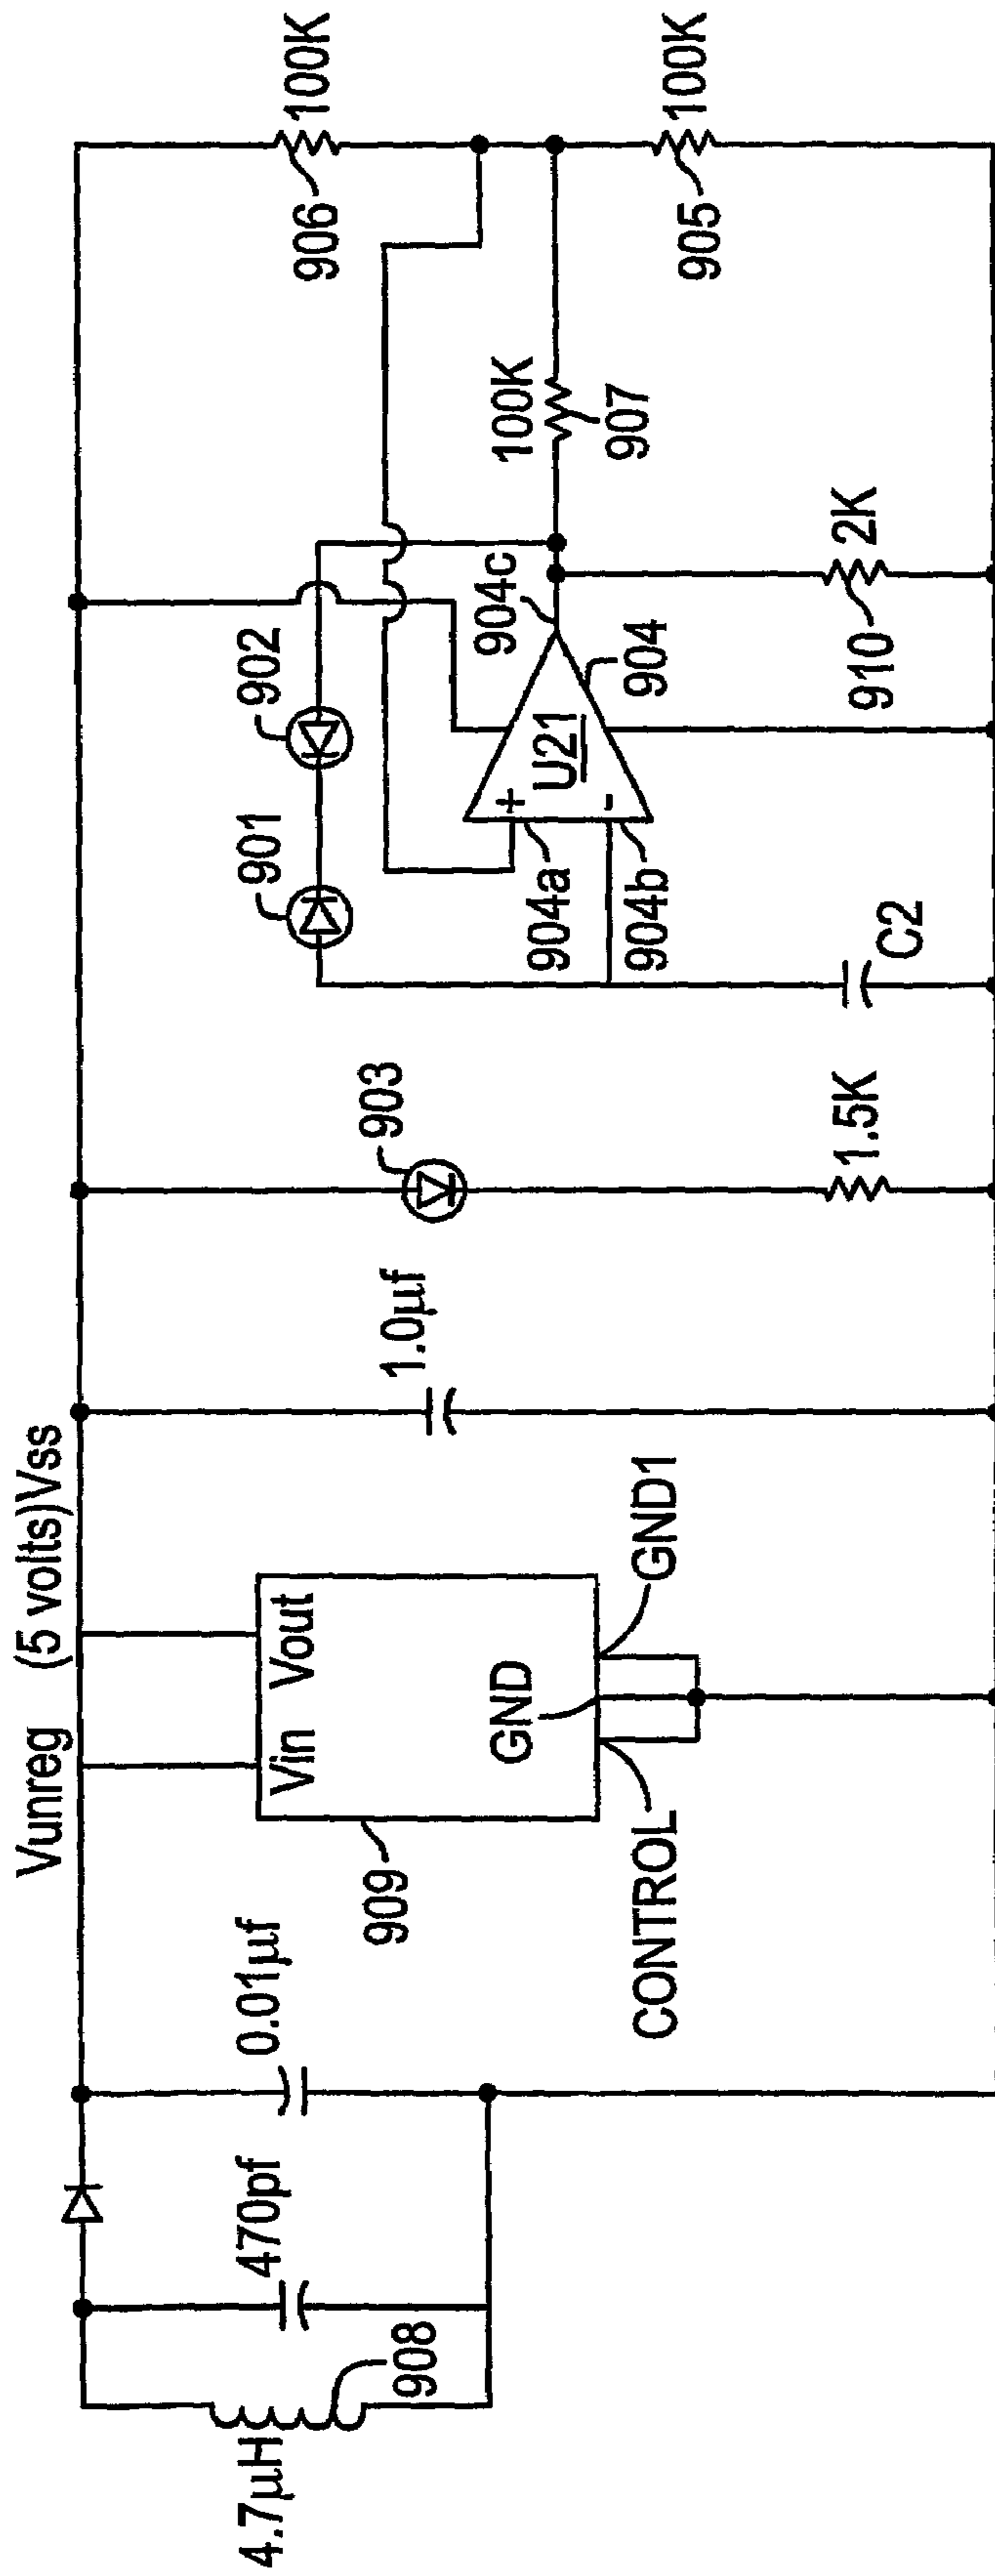 4.7µH
908
470pf
0.01µf
Vunreg (5 volts)Vss
909
Vin
Vout
GND
CONTROL
GND1
1.0µf
903
1.5K
901
902
C2
904a
904b
+
-
U21
904
904c
910
2K
100K
907
906
100K
905
100K